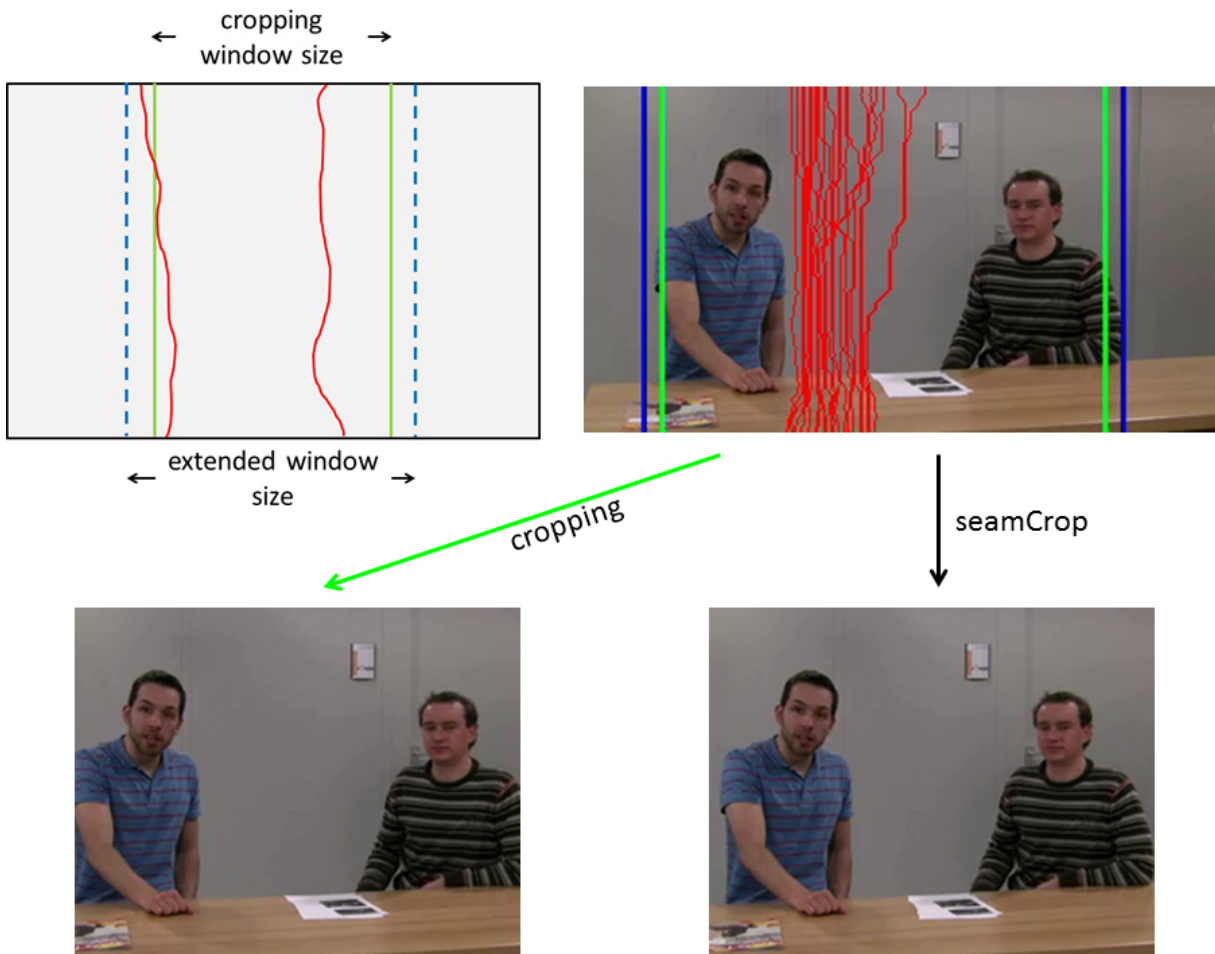 cropping
window size
extended window
size
cropping
seamCrop